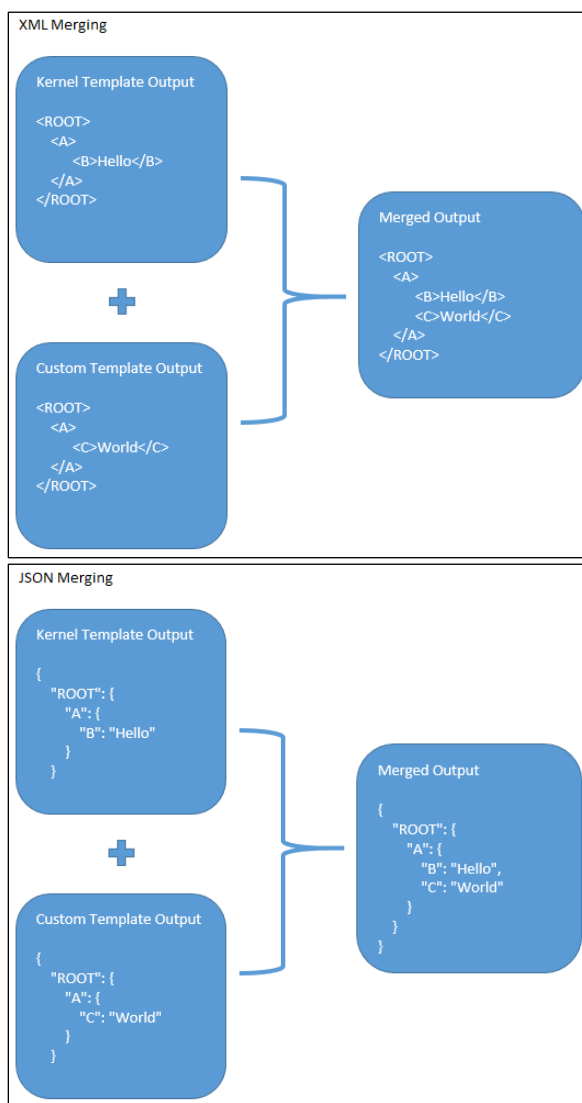 XML Merging
Kernel Template Output
<ROOT>
<A>
<B>Hello</B>
</A>
</ROOT>
Custom Template Output
<ROOT>
<A>
<C>World</C>
</A>
</ROOT>
Merged Output
<ROOT>
<A>
<B>Hello</B>
<C>World</C>
</A>
</ROOT>
JSON Merging
Kernel Template Output
{
"ROOT": {
"A": {
"B": "Hello"
}
}
Custom Template Output
{
"ROOT": {
"A": {
"C": "World"
}
}
Merged Output
{
"ROOT": {
"A": {
"B": "Hello",
"C": "World"
}
}
}